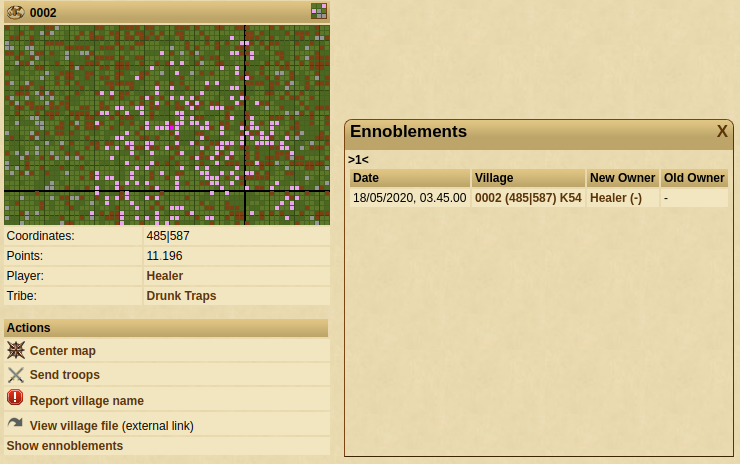 0002
Coordinates: 485|587
Points: 11.196
Player: Healer
Tribe: Drunk Traps
Actions
Center map
Send troops
Report village name
View village file (external link)
Show ennoblements
Ennoblements X
>1<
Date Village New Owner Old Owner
18/05/2020, 03.45.00 0002 (485|587) K54 Healer (-) -